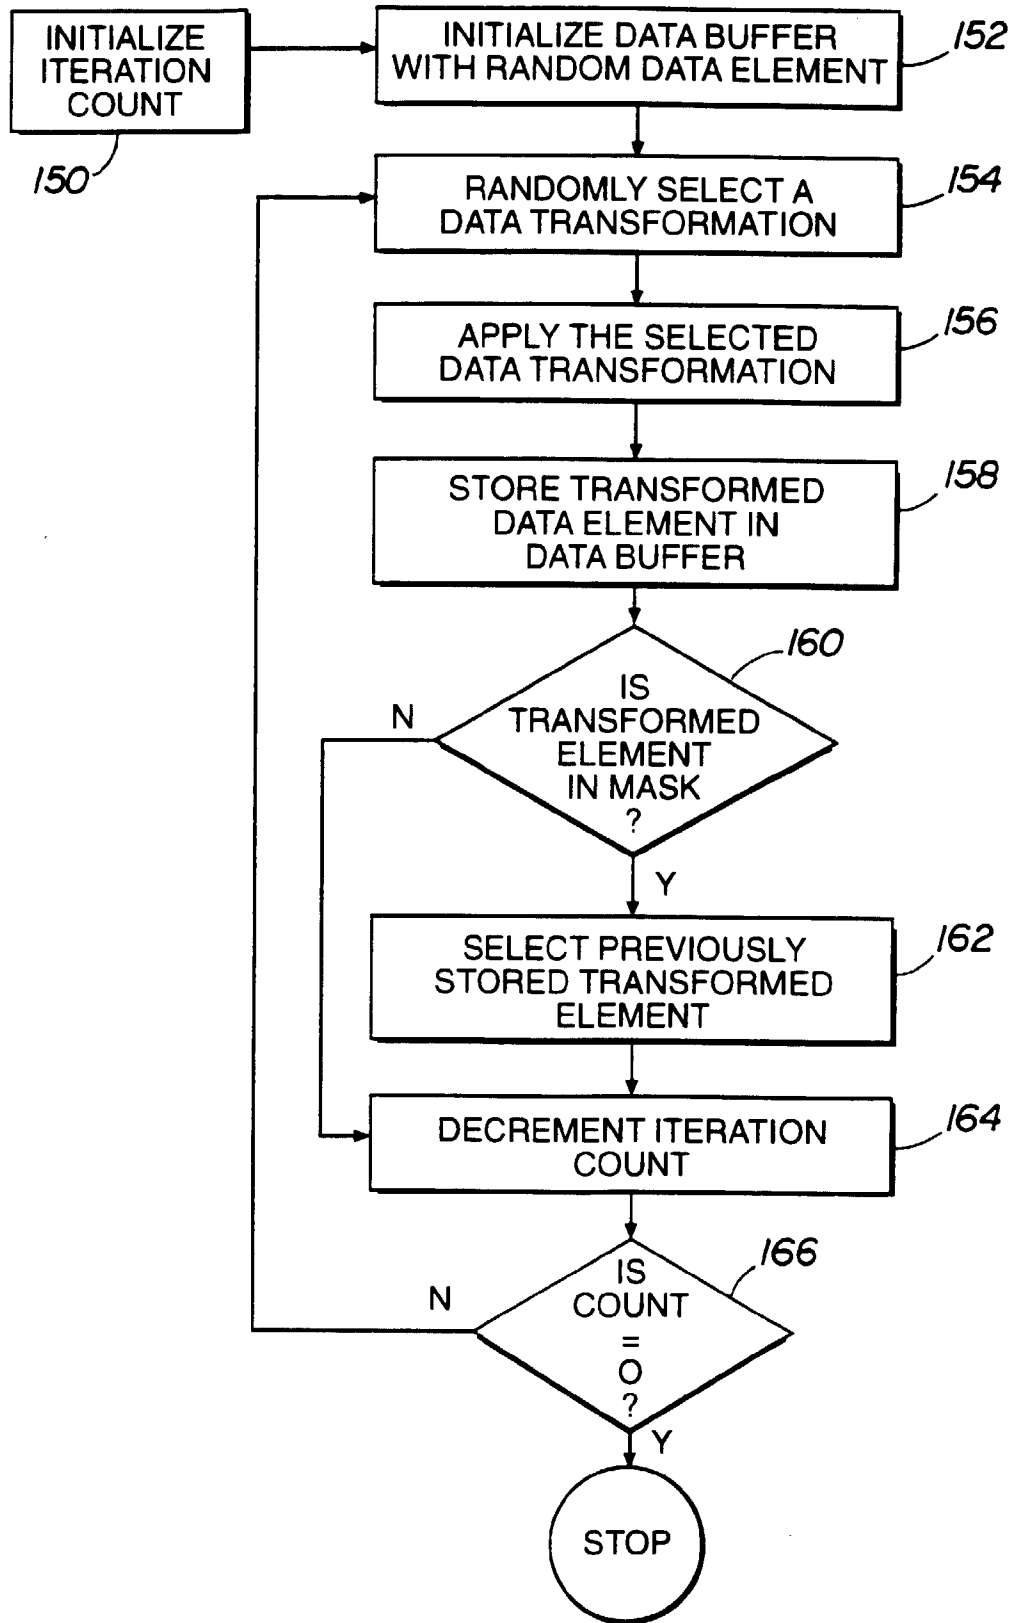 INITIALIZE
ITERATION
COUNT
150
INITIALIZE DATA BUFFER
WITH RANDOM DATA ELEMENT
152
RANDOMLY SELECT A
DATA TRANSFORMATION
154
APPLY THE SELECTED
DATA TRANSFORMATION
156
STORE TRANSFORMED
DATA ELEMENT IN
DATA BUFFER
158
IS
TRANSFORMED
ELEMENT
IN MASK
?
160
N
Y
SELECT PREVIOUSLY
STORED TRANSFORMED
ELEMENT
162
DECREMENT ITERATION
COUNT
164
IS
COUNT
=
0
?
166
N
Y
STOP